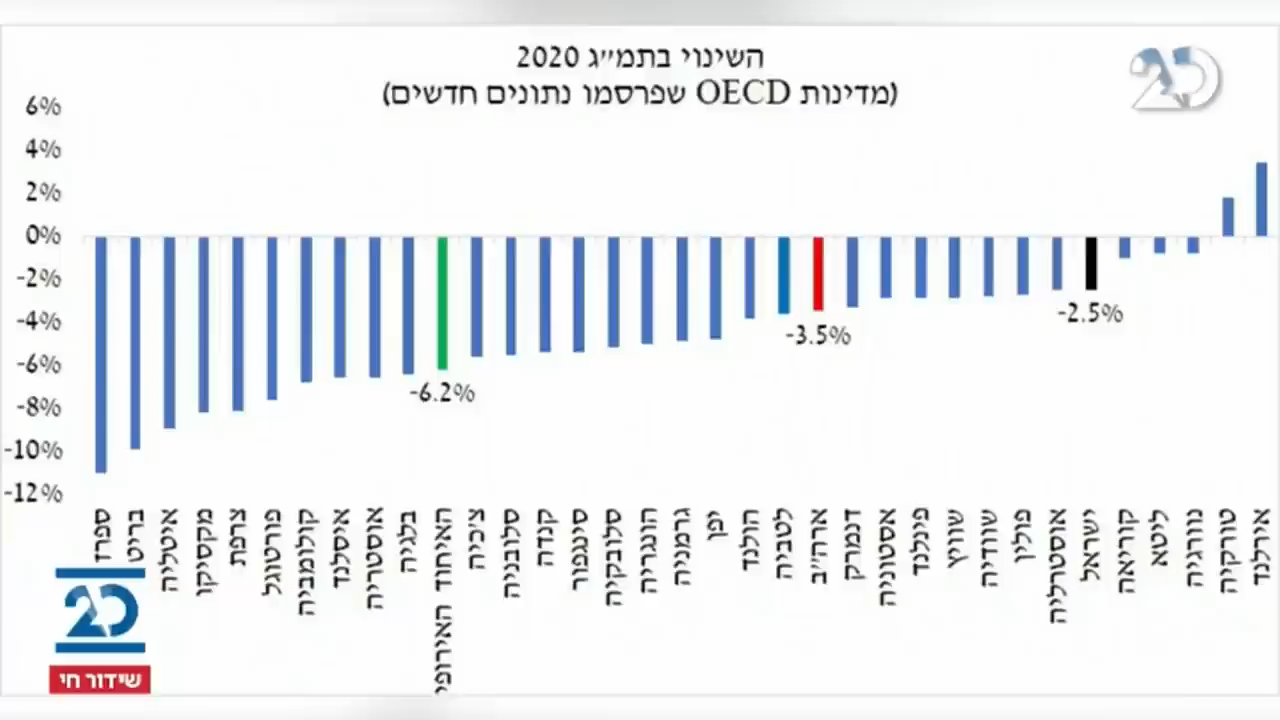 השינוי בתמ״ג 2020
(מדינות OECD שפרסמו נתונים חדשים)
20
6%
4%
2%
0%
-2%
-4%
-6%
-8%
-10%
-12%
-6.2%
-3.5%
-2.5%
ספרד
בריט
איטליה
מקסיקו
צרפת
פורטוגל
קולומביה
איסלנד
אוסטריה
בלגיה
האיחוד האירופי
צ'כיה
סלובניה
קנדה
סינגפור
סלובקיה
הונגריה
גרמניה
יפן
הולנד
לטביה
ארה״ב
דנמרק
אסטוניה
פינלנד
שוויץ
שוודיה
פולין
אוסטרליה
ישראל
קוריאה
ליטא
נורווגיה
טורקיה
אירלנד
20
שידור חי